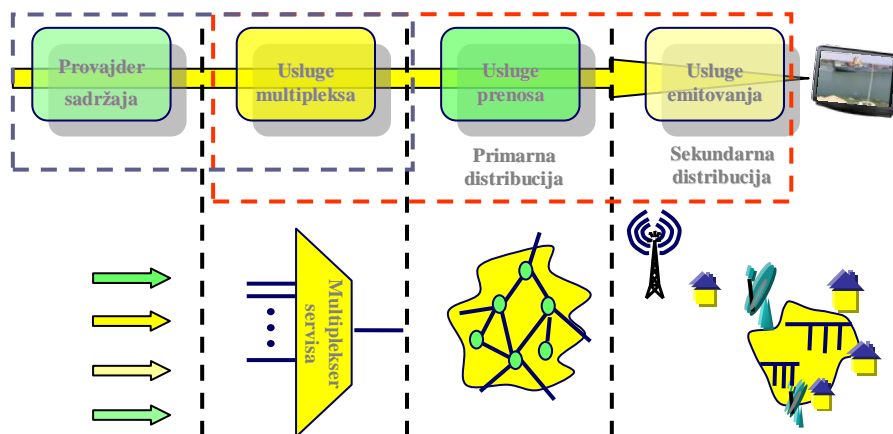 Provajder
sadržaja
Usluge
multipleksa
Usluge
prenosa
Usluge
emitovanja
Primarna
distribucija
Sekundarna
distribucija
Multiplekser
servisa